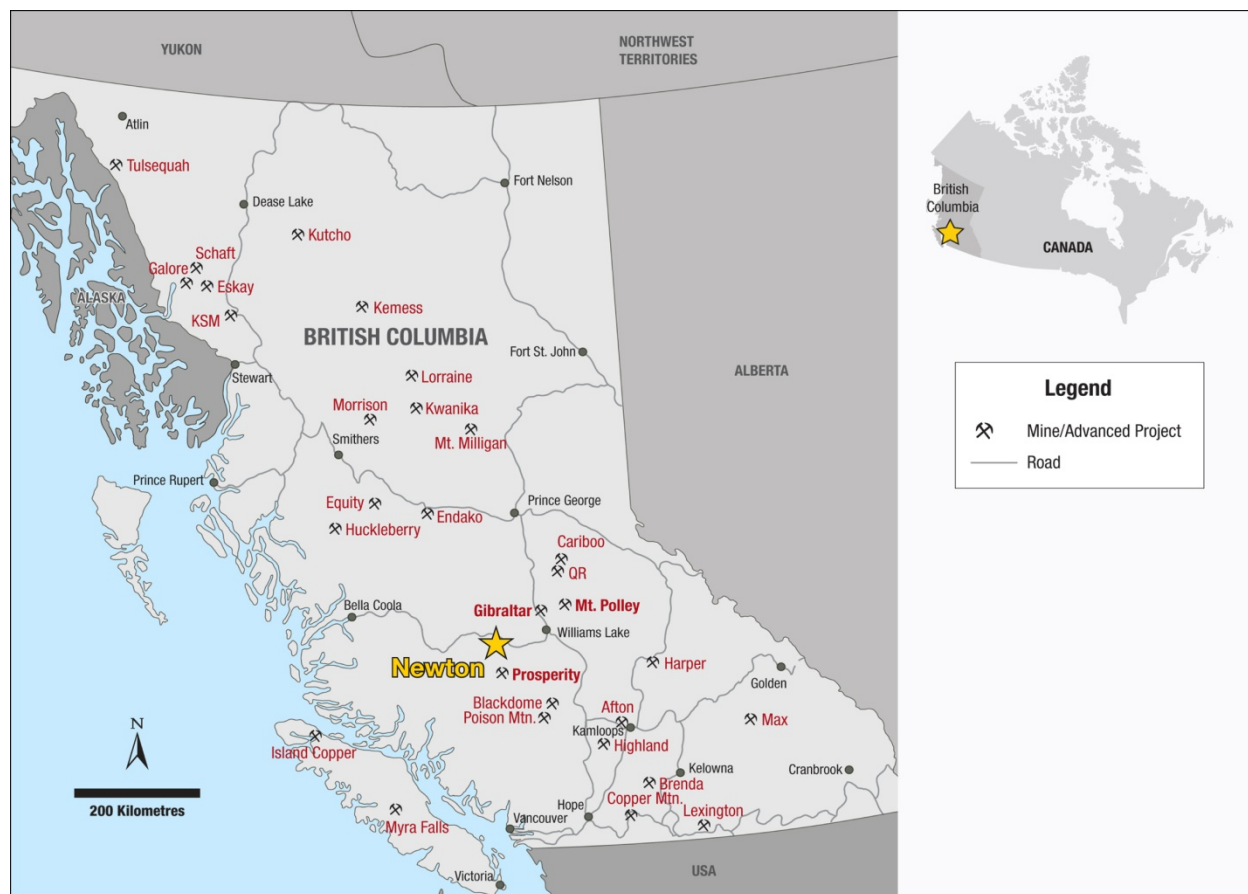 YUKON
NORTHWEST
TERRITORIES
Atlin
Tulsequah
Fort Nelson
Dease Lake
Kutcho
Schaft
Galore
Eskay
ALASKA
KSM
Kemess
BRITISH COLUMBIA
Fort St. John
Stewart
ALBERTA
Lorraine
Morrison
Kwanika
Mt. Milligan
Smithers
Prince Rupert
Equity
Endako
Prince George
Huckleberry
Cariboo
QR
Bella Coola
Gibraltar
Mt. Polley
Williams Lake
Newton
Prosperity
Harper
Golden
Blackdome
Poison Mtn.
Afton
Kamloops
Max
Highland
N
Island Copper
200 Kilometres
Kelowna
Cranbrook
Brenda
Copper Mtn.
Hope
Lexington
Vancouver
Myra Falls
Victoria
USA
British
Columbia
CANADA
Legend
Mine/Advanced Project
Road